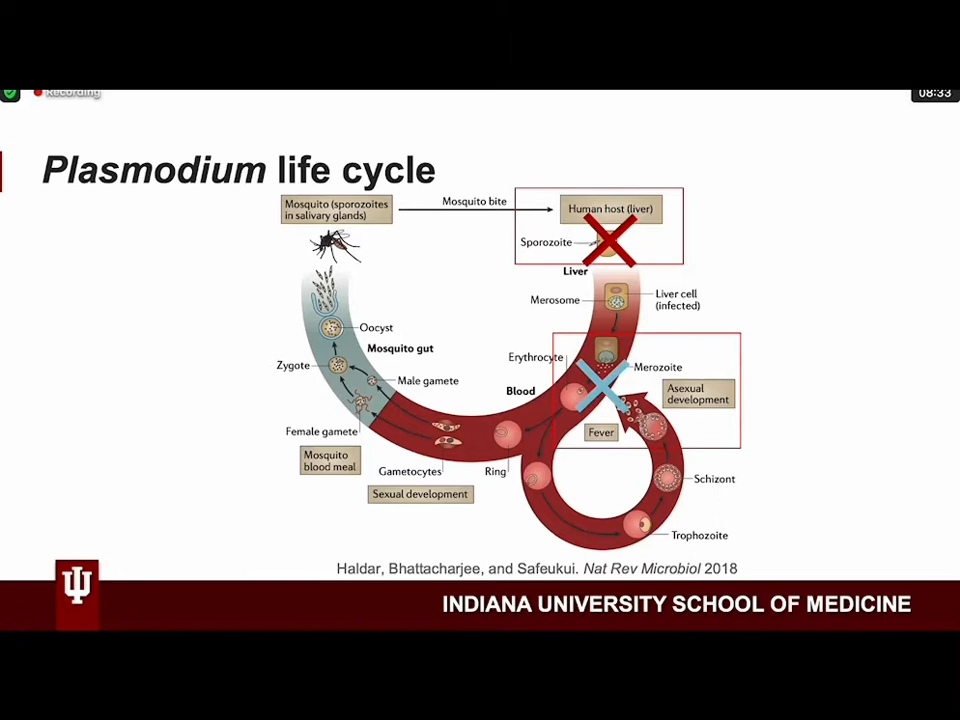 Recording
08:33
Plasmodium life cycle
Mosquito (sporozoites
in salivary glands)
Mosquito bite
Human host (liver)
Sporozoite
Liver
Merosome
Liver cell
(infected)
Oocyst
Mosquito gut
Zygote
Erythrocyte
Merozoite
Male gamete
Blood
Asexual
development
Female gamete
Fever
Mosquito
blood meal
Gametocytes
Ring
Schizont
Sexual development
Trophozoite
Haldar, Bhattacharjee, and Safeukui. Nat Rev Microbiol 2018
INDIANA UNIVERSITY SCHOOL OF MEDICINE